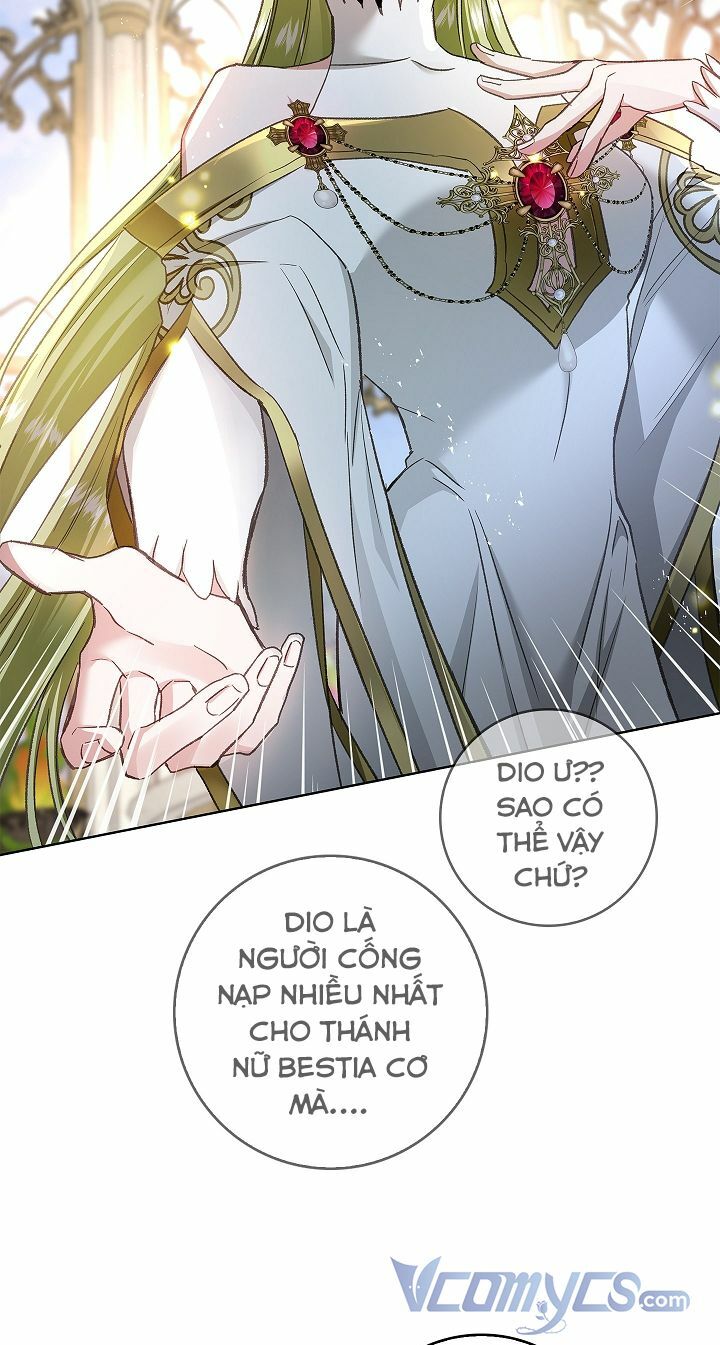 DIO Ư??
SAO CÓ
THỂ VẬY
CHỨ?
DIO LÀ
NGƯỜI CỐNG
NẠP NHIỀU NHẤT
CHO THÁNH
NỮ BESTIA CƠ
MÀ....
VCOMYCS.com